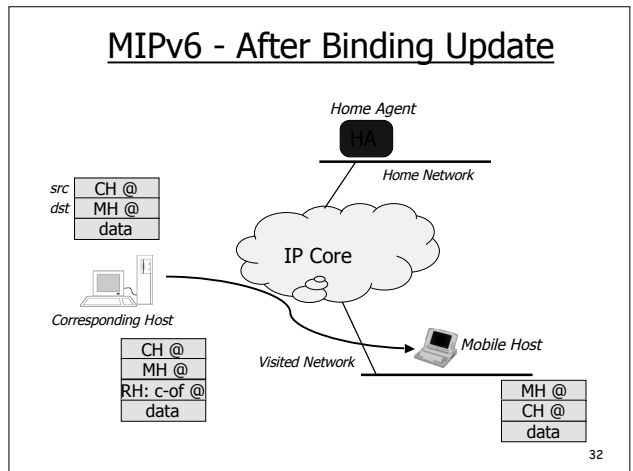 MIPv6 - After Binding Update
Home Agent
HA
Home Network
src CH @
dst MH @
data
IP Core
Corresponding Host
Mobile Host
Visited Network
CH @
MH @
RH: c-of @
data
MH @
CH @
data
32